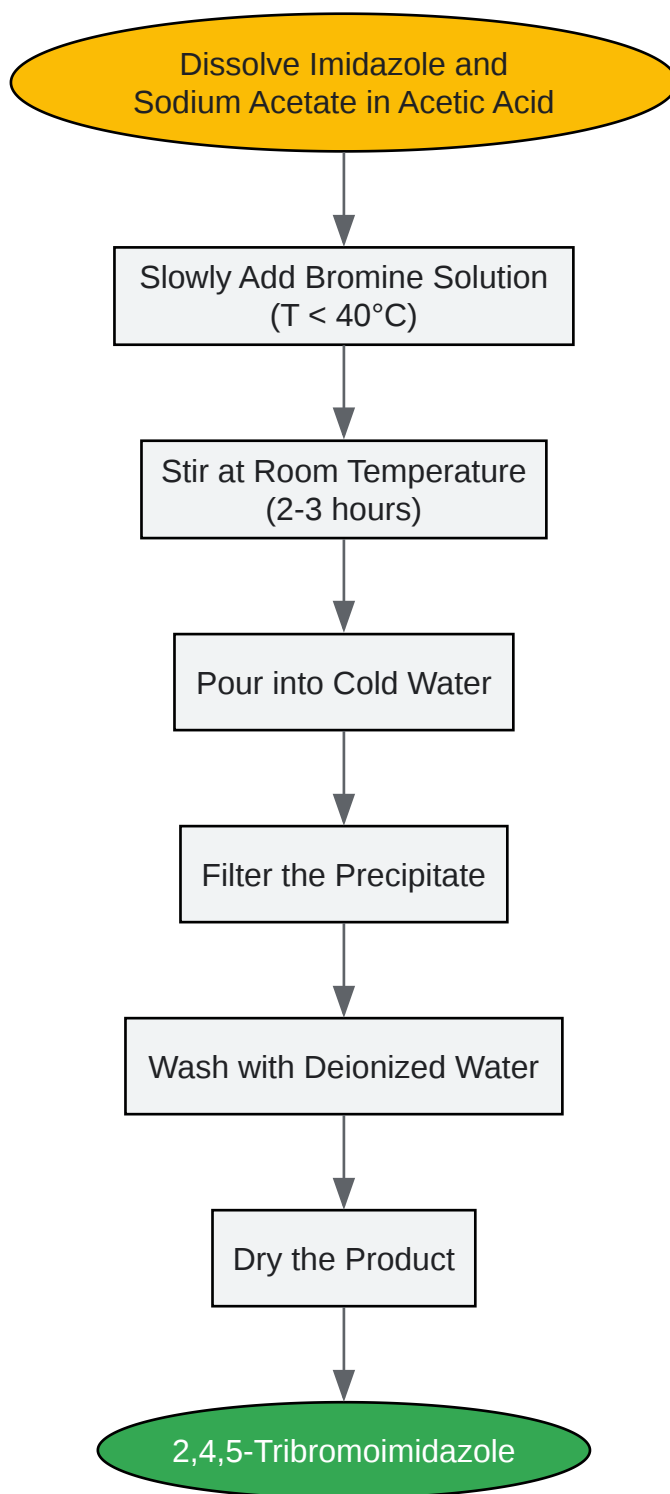 Dissolve Imidazole and
Sodium Acetate in Acetic Acid
Slowly Add Bromine Solution
(T < 40°C)
Stir at Room Temperature
(2-3 hours)
Pour into Cold Water
Filter the Precipitate
Wash with Deionized Water
Dry the Product
2,4,5-Tribromoimidazole